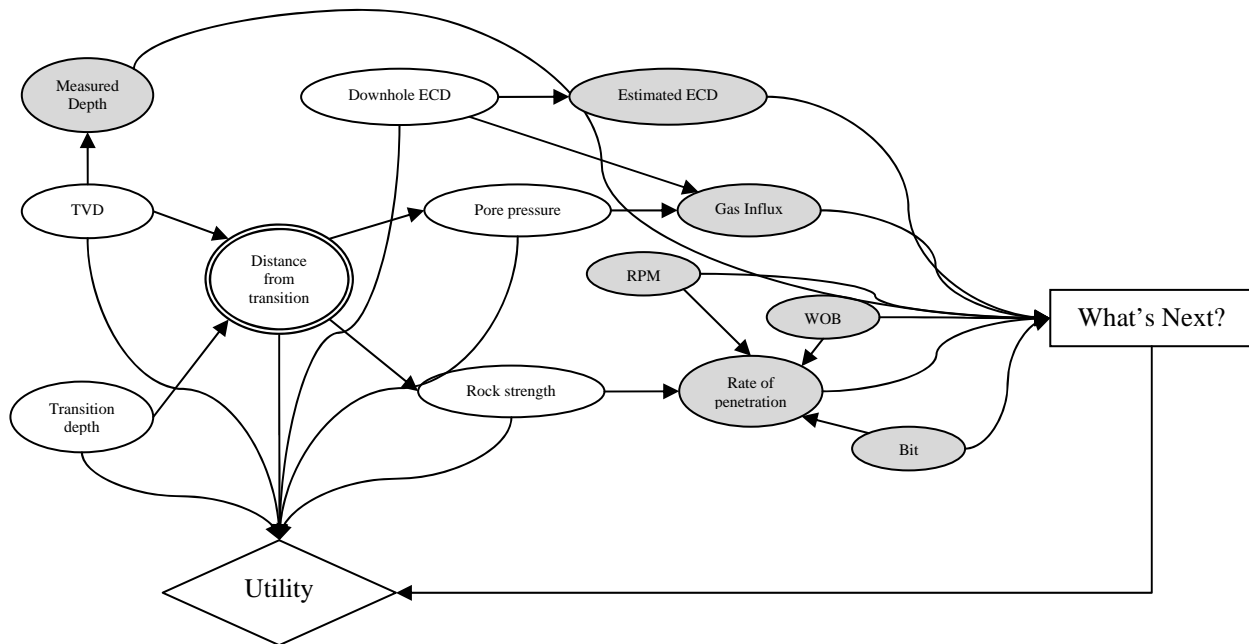 Measured
Depth
Downhole ECD
Estimated ECD
TVD
Pore pressure
Gas Influx
Distance
from
transition
RPM
WOB
What's Next?
Transition
depth
Rock strength
Rate of
penetration
Bit
Utility